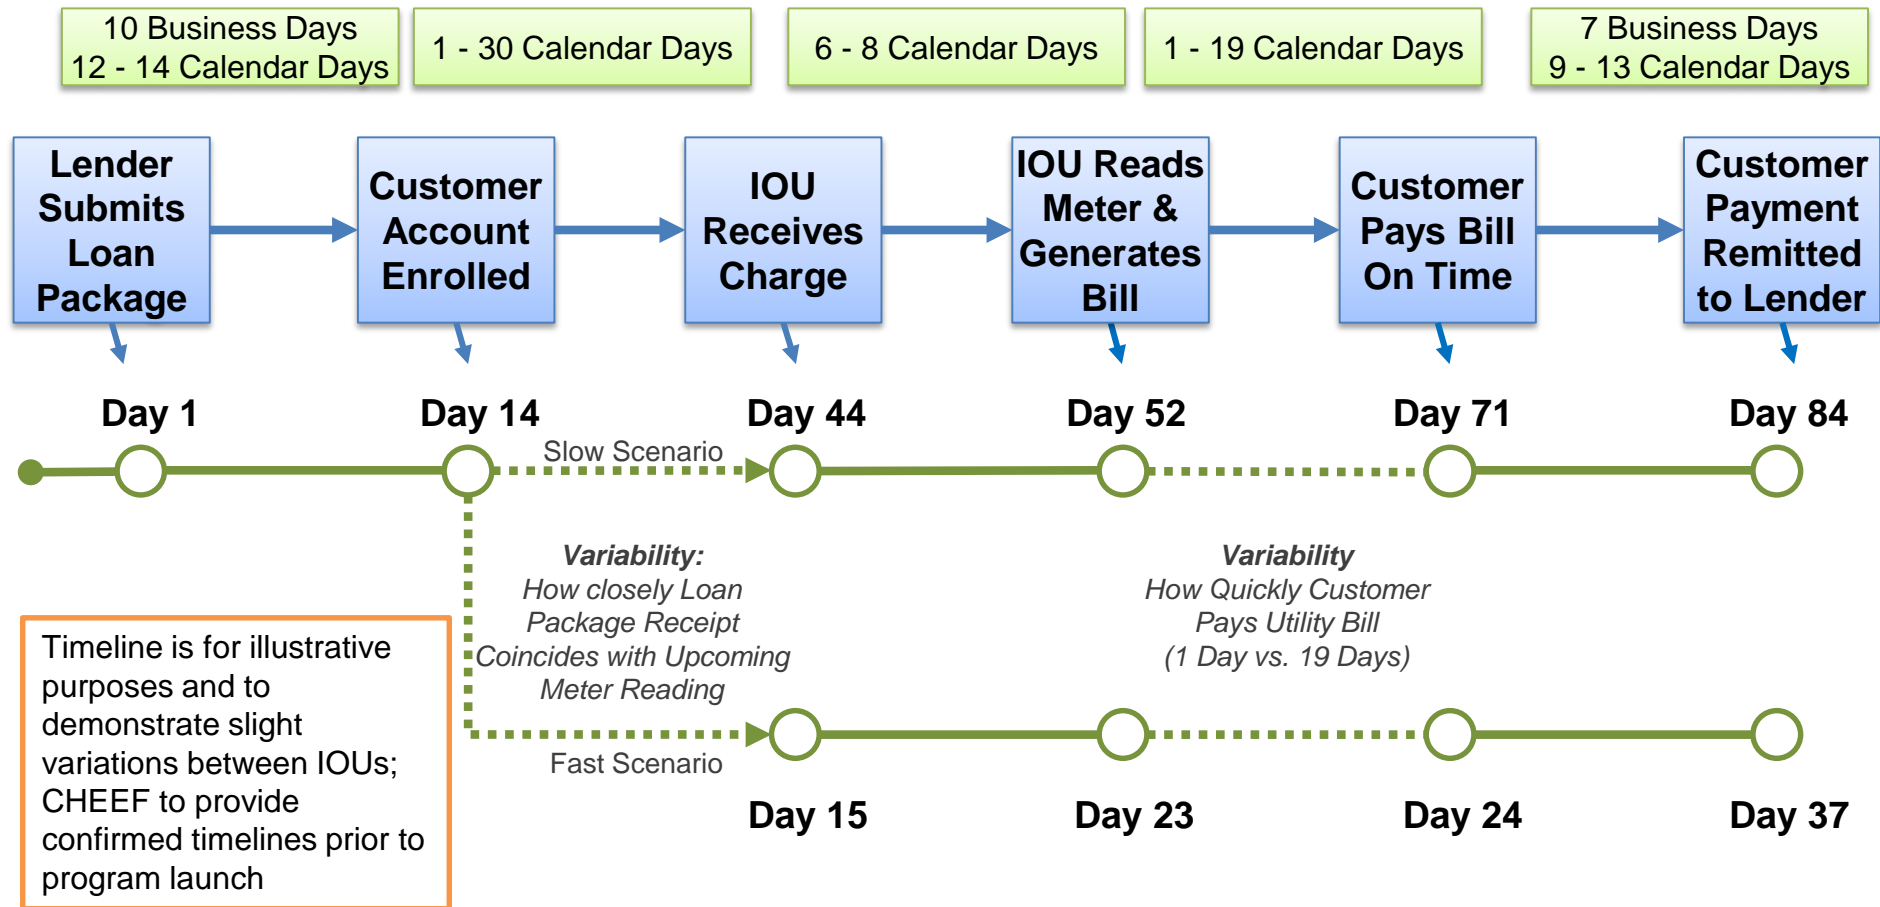 10 Business Days
12 - 14 Calendar Days
1 - 30 Calendar Days
6 - 8 Calendar Days
1 - 19 Calendar Days
7 Business Days
9 - 13 Calendar Days
Lender
Submits
Loan
Package
Customer
Account
Enrolled
IOU
Receives
Charge
IOU Reads
Meter &
Generates
Bill
Customer
Pays Bill
On Time
Customer
Payment
Remitted
to Lender
Day 1
Day 14
Day 44
Day 52
Day 71
Day 84
Slow Scenario
Variability:
How closely Loan
Package Receipt
Coincides with Upcoming
Meter Reading
Variability
How Quickly Customer
Pays Utility Bill
(1 Day vs. 19 Days)
Fast Scenario
Day 15
Day 23
Day 24
Day 37
Timeline is for illustrative
purposes and to
demonstrate slight
variations between IOUs;
CHEEF to provide
confirmed timelines prior to
program launch